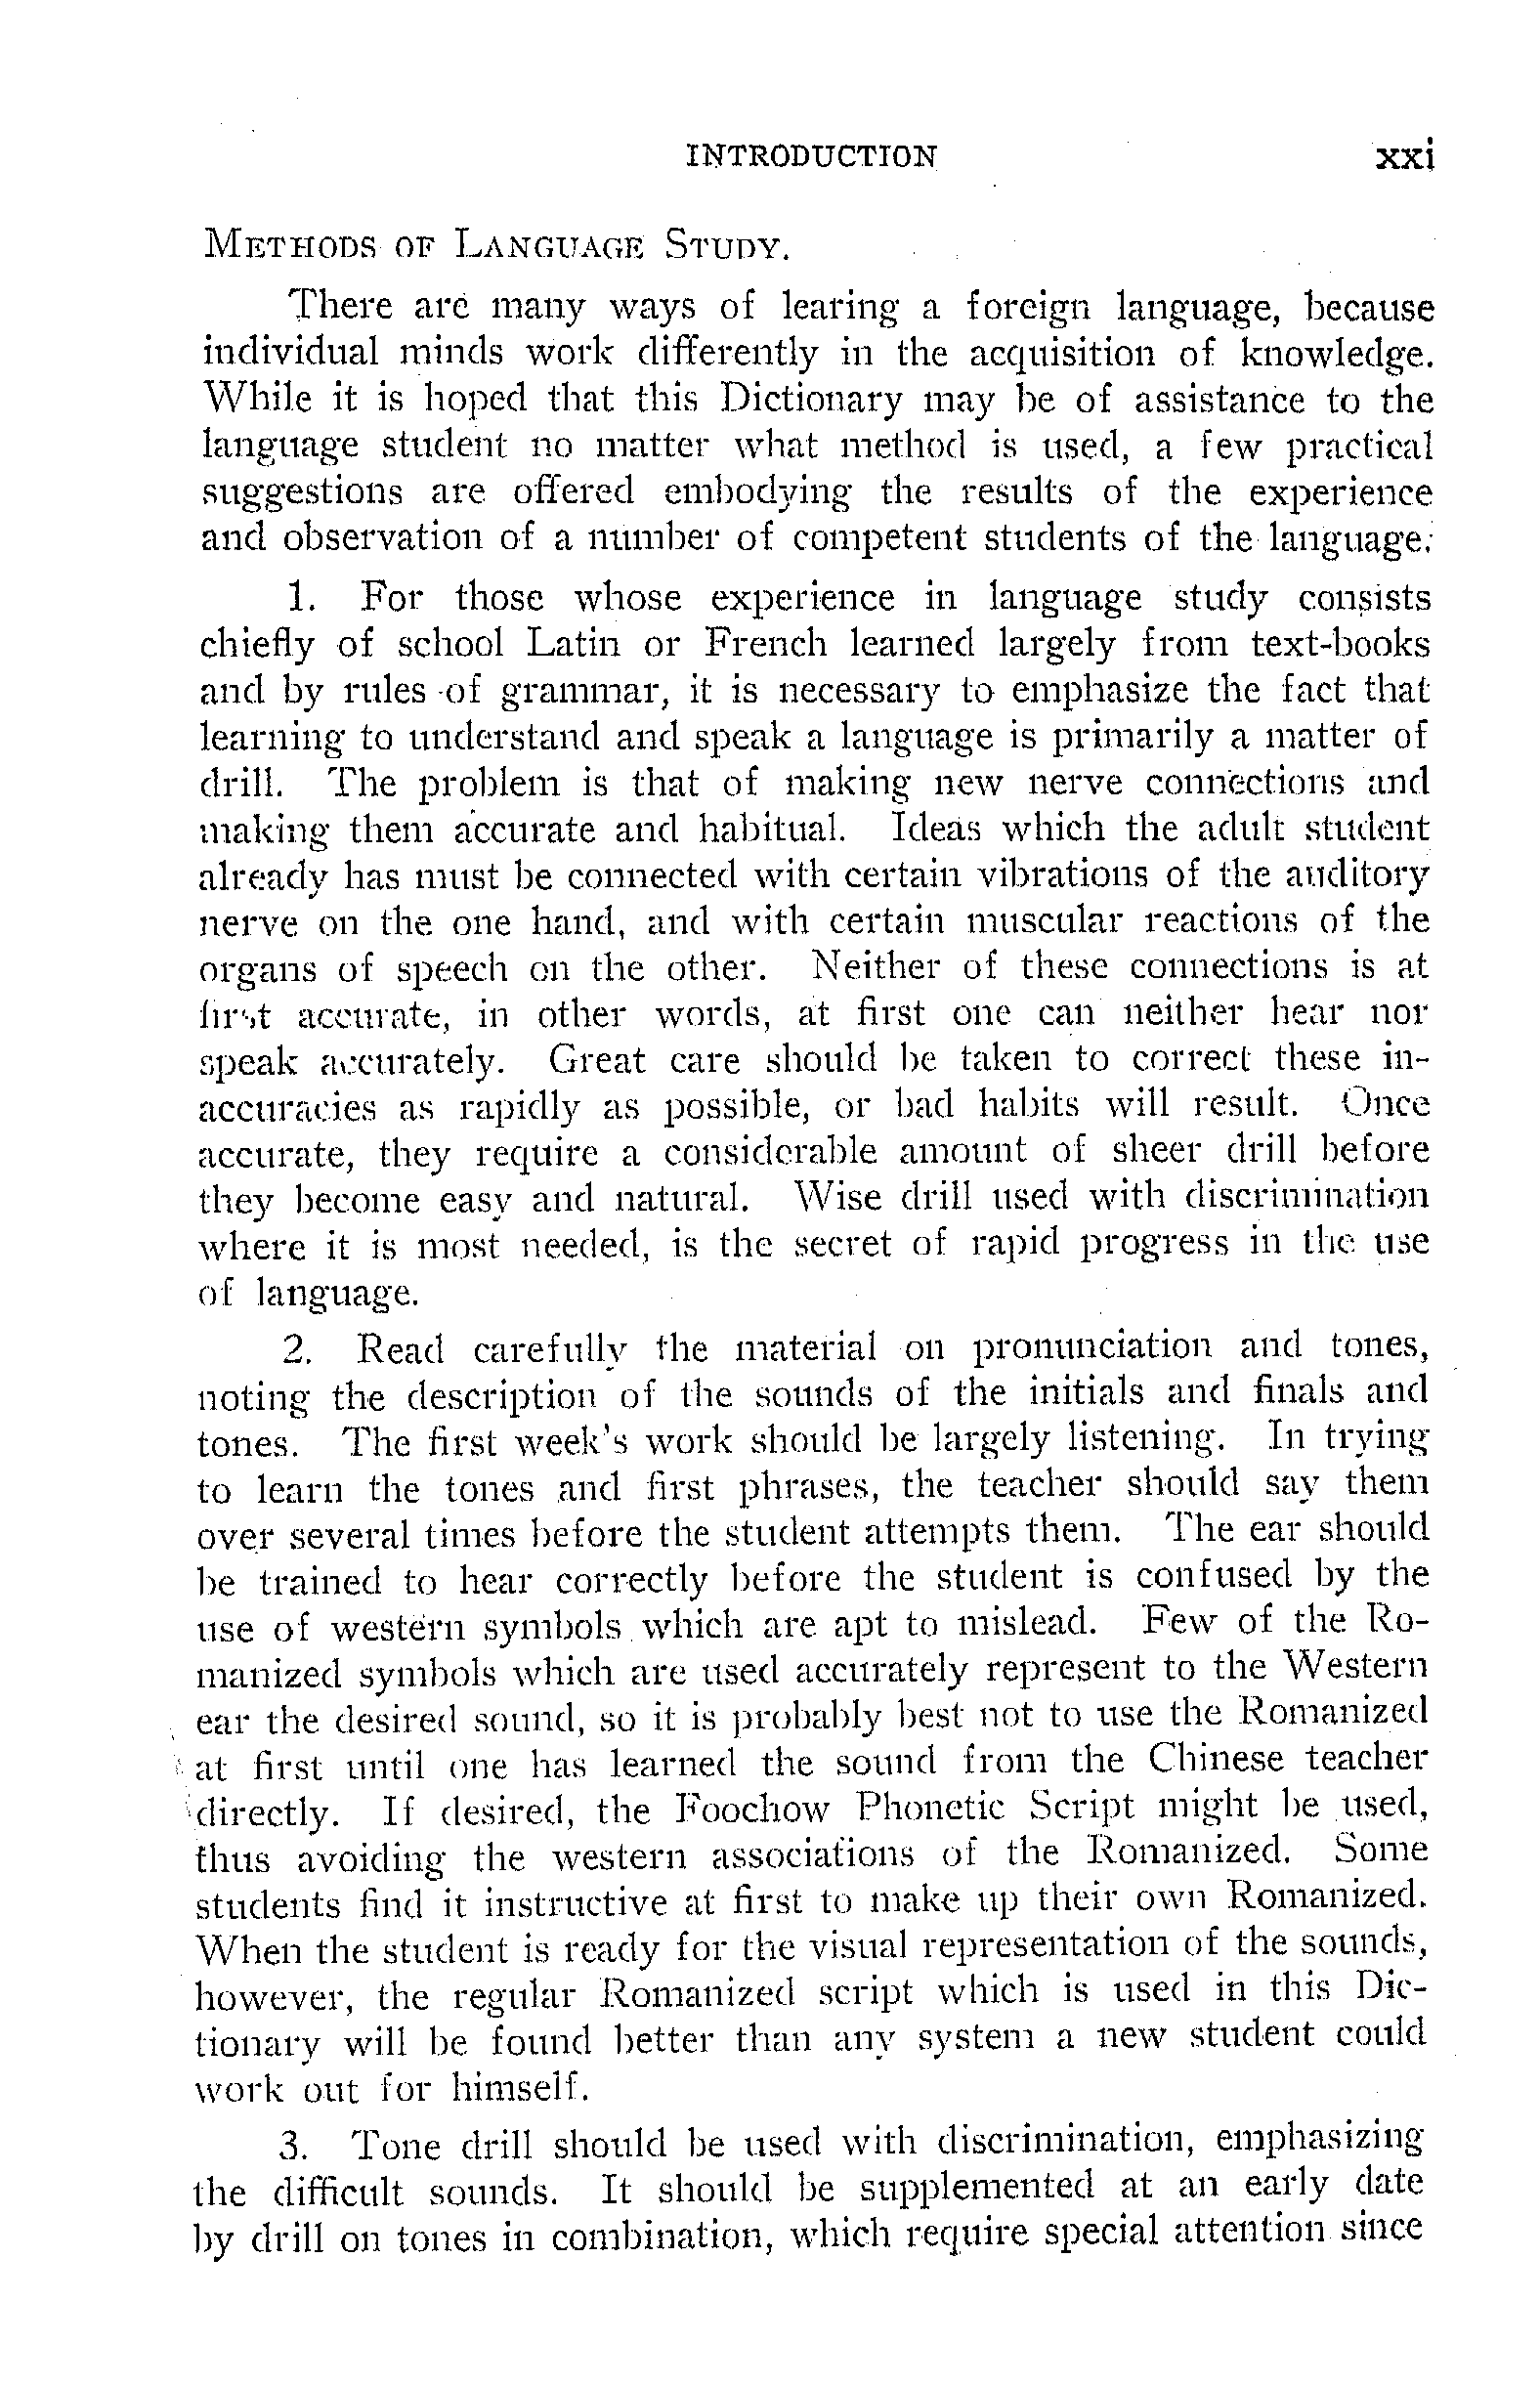 INTRODUCTION xxi
METHODS OF LANGUAGE STUDY.
There are many ways of learing a foreign language, because
individual minds work differently in the acquisition of knowledge.
While it is hoped that this Dictionary may be of assistance to the
language student no matter what method is used, a few practical
suggestions are offered embodying the results of the experience
and observation of a number of competent students of the language:
1. For those whose experience in language study consists
chiefly of school Latin or French learned largely from text-books
and by rules of grammar, it is necessary to emphasize the fact that
learning to understand and speak a language is primarily a matter of
drill. The problem is that of making new nerve connections and
making them accurate and habitual. Ideas which the adult student
already has must be connected with certain vibrations of the auditory
nerve on the one hand, and with certain muscular reactions of the
organs of speech on the other. Neither of these connections is at
first accurate, in other words, at first one can neither hear nor
speak accurately. Great care should be taken to correct these in-
accuracies as rapidly as possible, or bad habits will result. Once
accurate, they require a considerable amount of sheer drill before
they become easy and natural. Wise drill used with discrimination
where it is most needed, is the secret of rapid progress in the use
of language.
2. Read carefully the material on pronunciation and tones,
noting the description of the sounds of the initials and finals and
tones. The first week's work should be largely listening. In trying
to learn the tones and first phrases, the teacher should say them
over several times before the student attempts them. The ear should
be trained to hear correctly before the student is confused by the
use of western symbols which are apt to mislead. Few of the Ro-
manized symbols which are used accurately represent to the Western
ear the desired sound, so it is probably best not to use the Romanized
at first until one has learned the sound from the Chinese teacher
directly. If desired, the Foochow Phonetic Script might be used,
thus avoiding the western associations of the Romanized. Some
students find it instructive at first to make up their own Romanized.
When the student is ready for the visual representation of the sounds,
however, the regular Romanized script which is used in this Dic-
tionary will be found better than any system a new student could
work out for himself.
3. Tone drill should be used with discrimination, emphasizing
the difficult sounds. It should be supplemented at an early date
by drill on tones in combination, which require special attention since